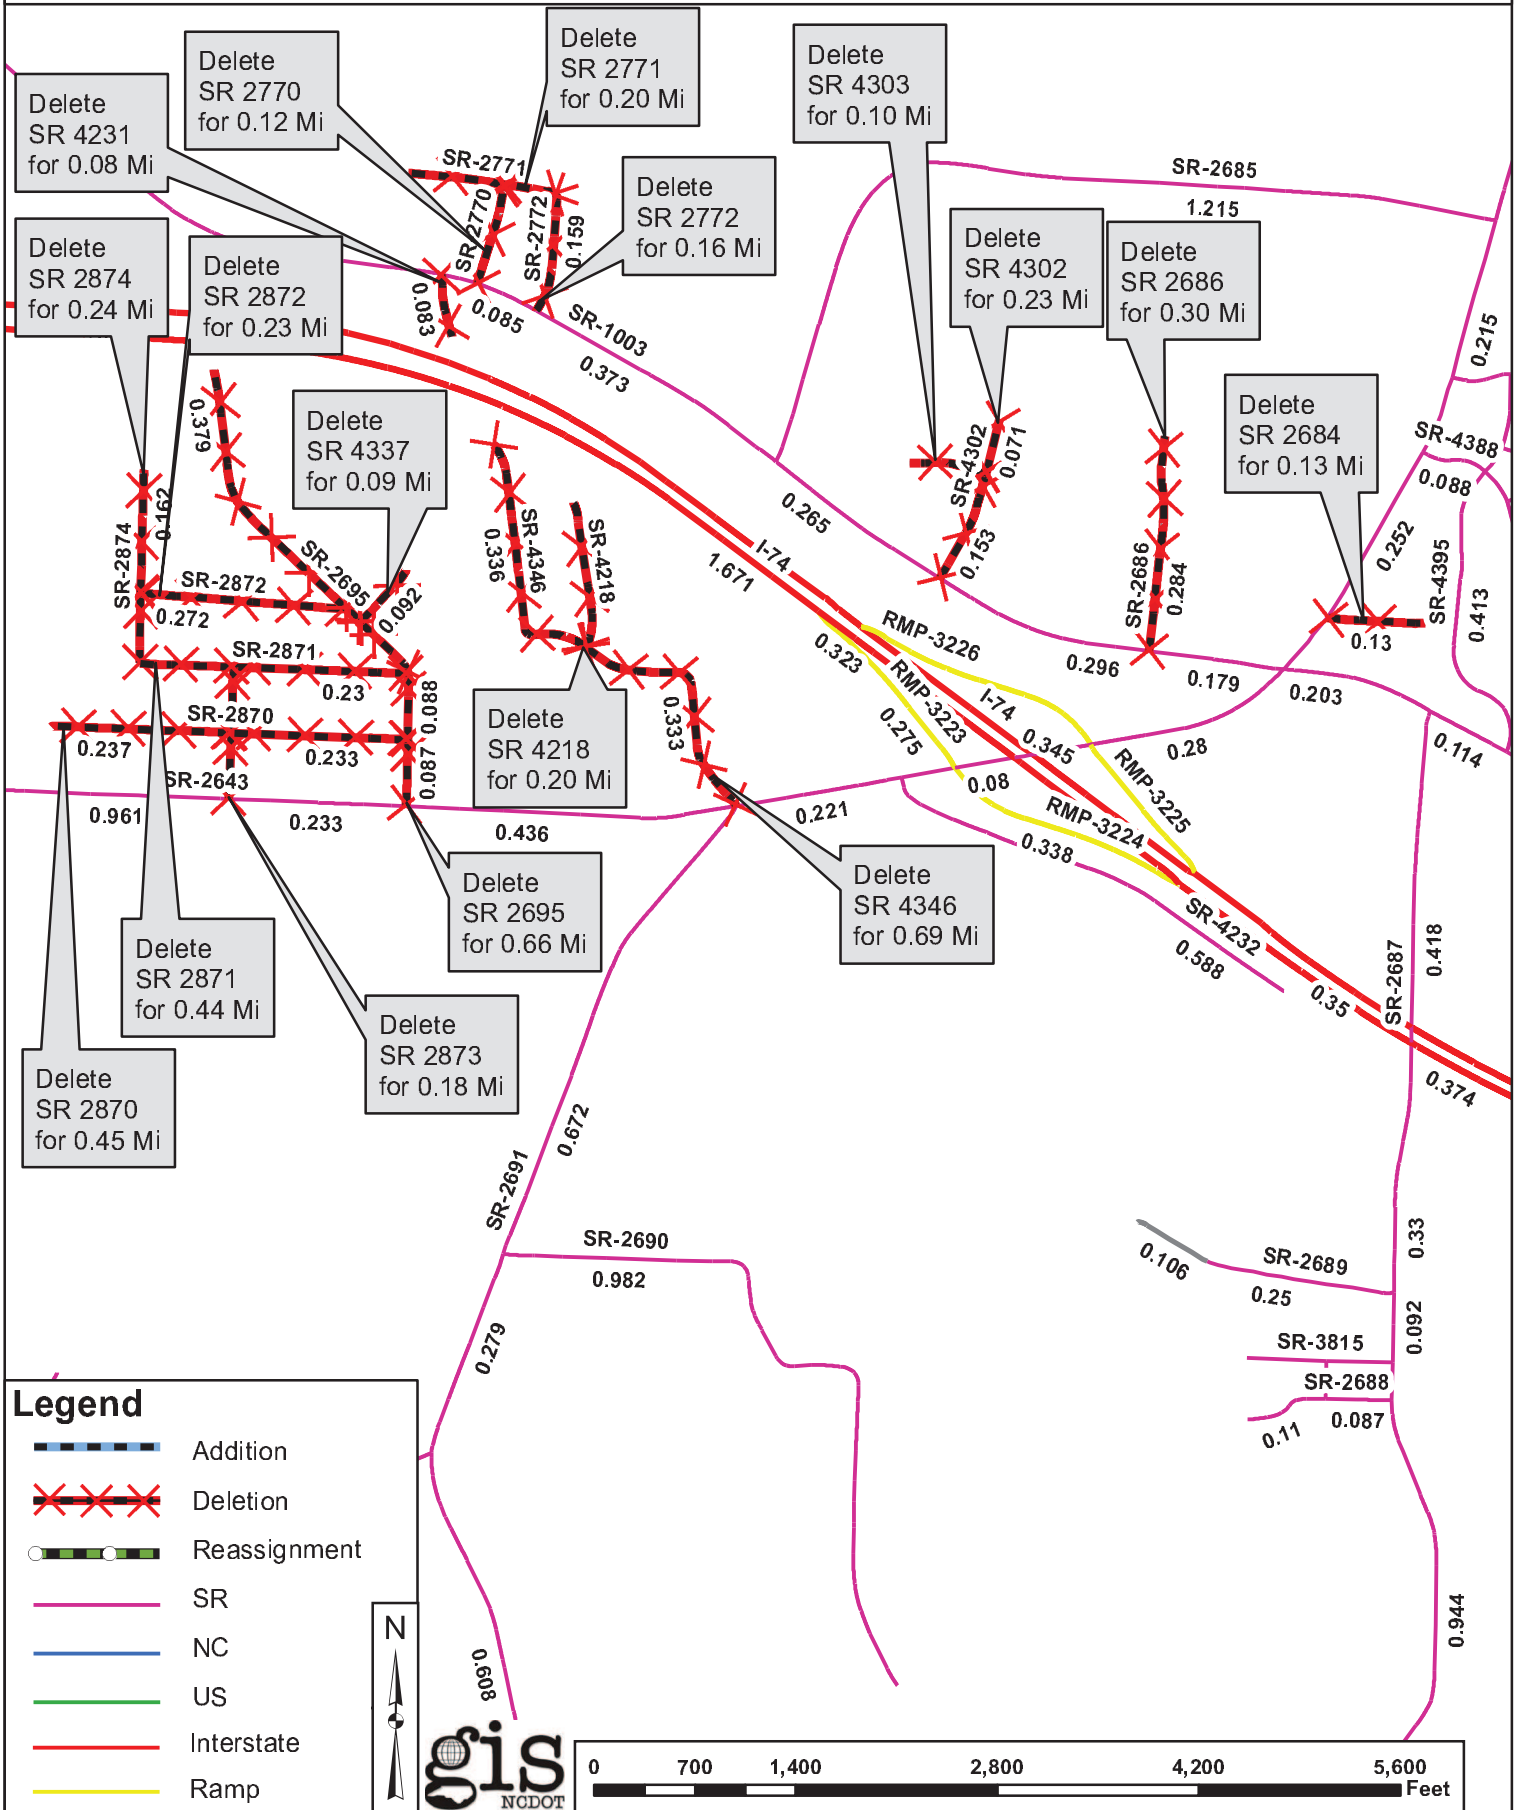 Delete
SR 2771
for 0.20 Mi
Delete
SR 2770
for 0.12 Mi
Delete
SR 4303
for 0.10 Mi
Delete
SR 4231
for 0.08 Mi
SR-2771
SR-2770
SR-2772
0.159
Delete
SR 2772
for 0.16 Mi
SR-2685
1.215
Delete
SR 2874
for 0.24 Mi
Delete
SR 2872
for 0.23 Mi
Delete
SR 4302
for 0.23 Mi
Delete
SR 2686
for 0.30 Mi
0.083
0.085
SR-1003
0.373
0.215
0.379
Delete
SR 4337
for 0.09 Mi
Delete
SR 2684
for 0.13 Mi
SR-4302
0.071
0.153
SR-4388
0.088
0.162
SR-2874
SR-2872
0.272
SR-2695
0.092
0.336
SR-4346
SR-4218
0.265
I-74
1.671
SR-2686
0.284
0.252
SR-4395
0.413
0.13
SR-2871
0.23
0.088
RMP-3226
0.323
RMP-3223
0.275
I-74
0.345
0.296
0.179
0.203
0.114
0.28
SR-2870
0.237
0.233
0.087
SR-2643
0.961
0.233
0.436
Delete
SR 4218
for 0.20 Mi
0.333
0.221
0.08
RMP-3225
RMP-3224
0.338
Delete
SR 2695
for 0.66 Mi
Delete
SR 4346
for 0.69 Mi
SR-4232
0.588
0.35
SR-2687
0.418
0.374
Delete
SR 2871
for 0.44 Mi
Delete
SR 2873
for 0.18 Mi
Delete
SR 2870
for 0.45 Mi
0.672
SR-2691
SR-2690
0.982
0.279
0.106
SR-2689
0.25
0.33
0.092
SR-3815
SR-2688
0.087
0.11
0.944
0.608
Legend
Addition
Deletion
Reassignment
SR
NC
US
Interstate
Ramp
N
gis
NCDOT
0 700 1,400 2,800 4,200 5,600
Feet